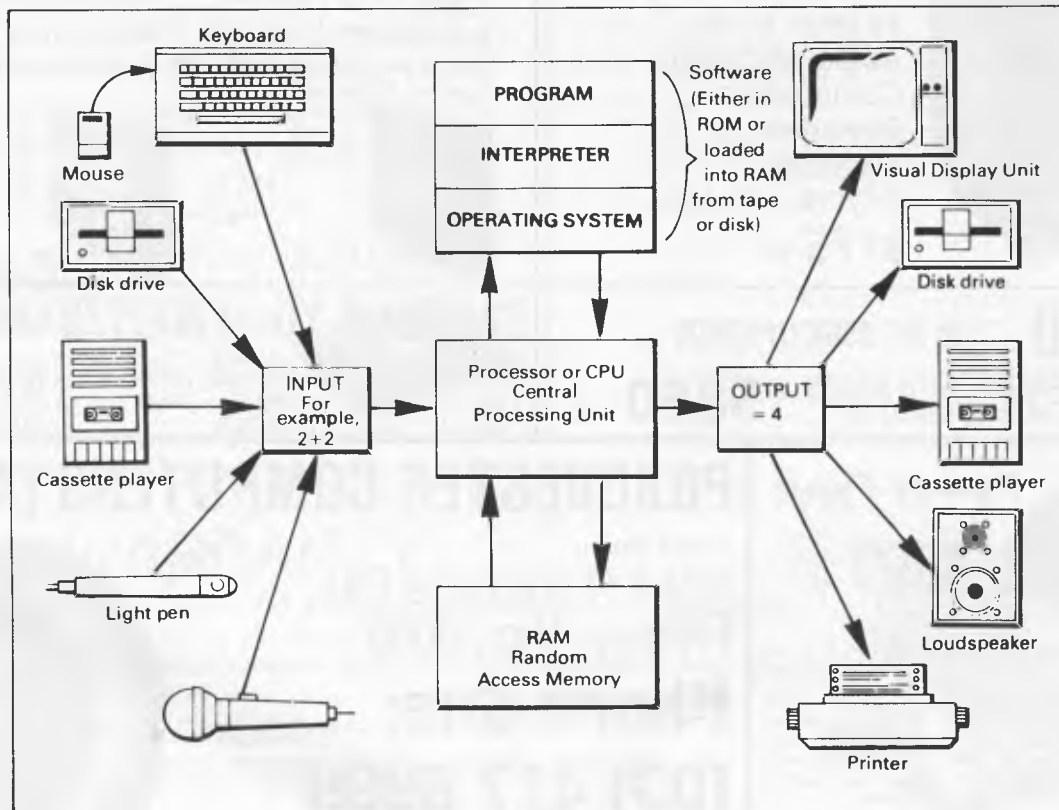 Keyboard
Mouse
Disk drive
Cassette player
Light pen
INPUT
For
example,
2+2
PROGRAM
INTERPRETER
OPERATING SYSTEM
Software
(Either in
ROM or
loaded
into RAM
from tape
or disk)
Processor or CPU
Central
Processing Unit
RAM
Random
Access Memory
OUTPUT
= 4
Visual Display Unit
Disk drive
Cassette player
Loudspeaker
Printer